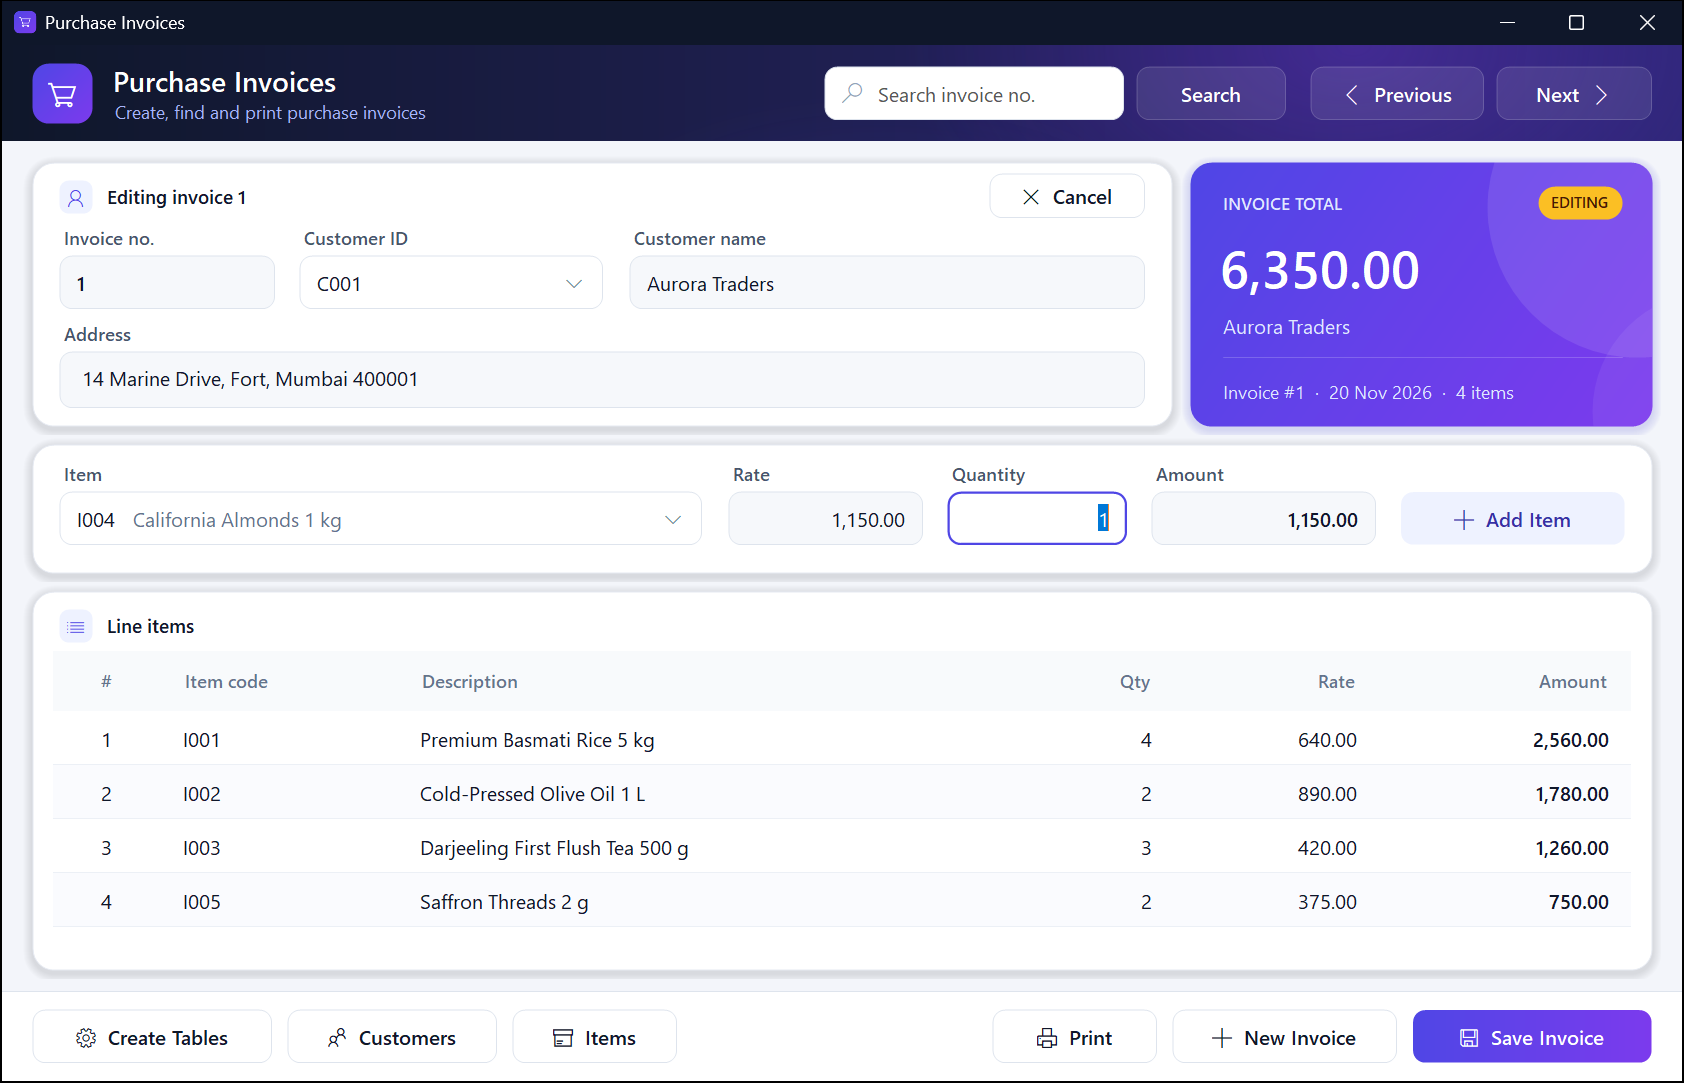 Purchase Invoices
Purchase Invoices
Create, find and print purchase invoices
Search invoice no.
Search
Previous
Next
Editing invoice 1
Cancel
Invoice no.
Customer ID
Customer name
1
C001
Aurora Traders
Address
14 Marine Drive, Fort, Mumbai 400001
INVOICE TOTAL
EDITING
6,350.00
Aurora Traders
Invoice #1 · 20 Nov 2026 · 4 items
Item
Rate
Quantity
Amount
I004 California Almonds 1 kg
1,150.00
1
1,150.00
Add Item
Line items
# Item code Description Qty Rate Amount
1 I001 Premium Basmati Rice 5 kg 4 640.00 2,560.00
2 I002 Cold-Pressed Olive Oil 1 L 2 890.00 1,780.00
3 I003 Darjeeling First Flush Tea 500 g 3 420.00 1,260.00
4 I005 Saffron Threads 2 g 2 375.00 750.00
Create Tables
Customers
Items
Print
New Invoice
Save Invoice